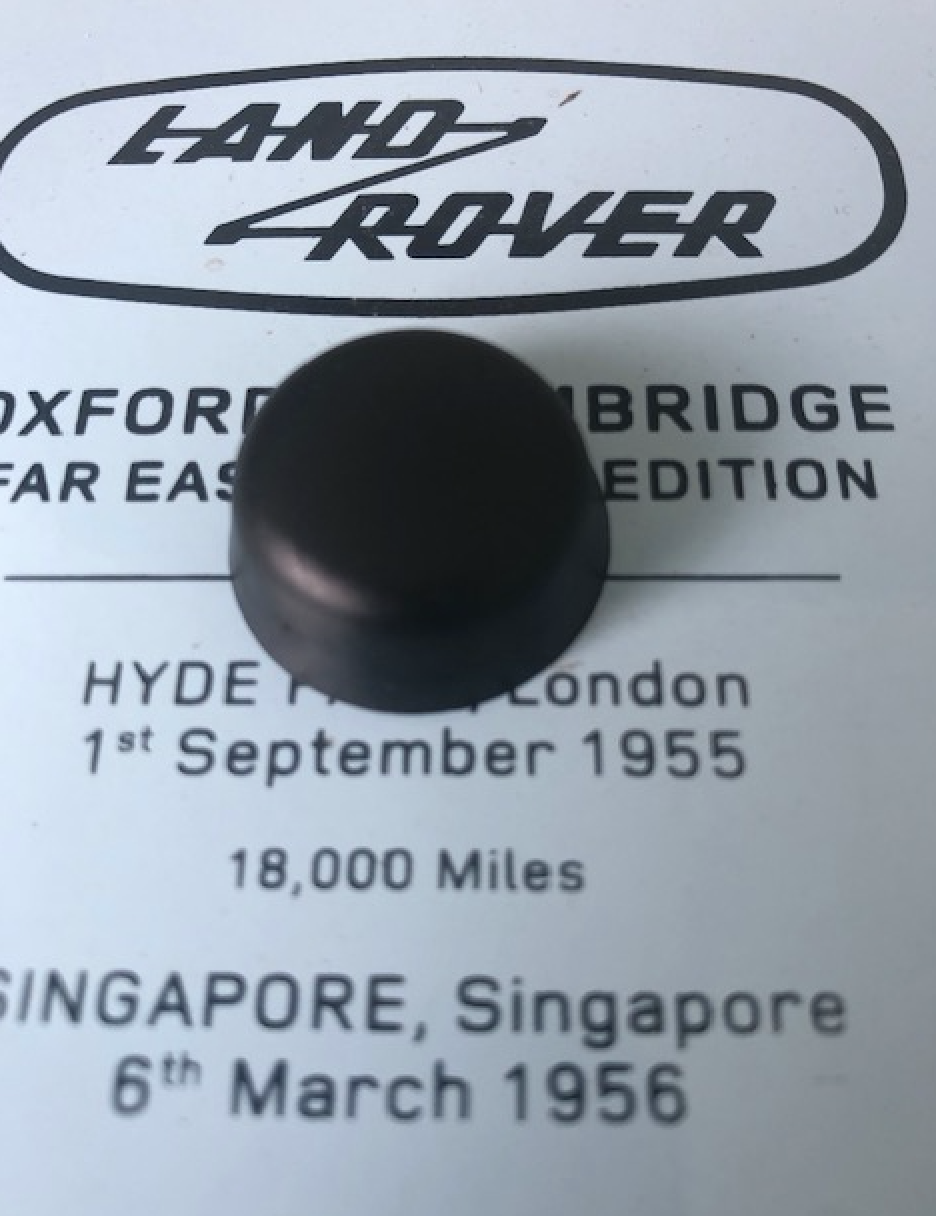 LAND
ROVER
OXFORD BRIDGE
FAR EAS EDITION
HYDE P , London
1st September 1955
18,000 Miles
SINGAPORE, Singapore
6th March 1956